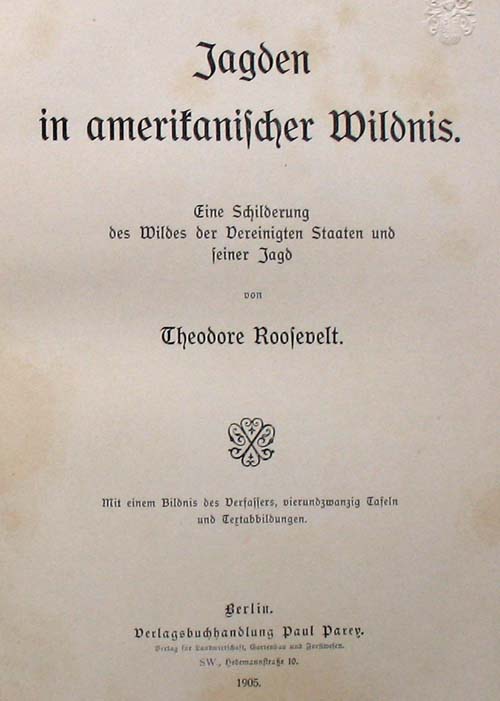 Jagden
in amerikaniſcher Wildnis.
Eine Schilderung
des Wildes der Vereinigten Staaten und
ſeiner Jagd
von
Theodore Rooſevelt.
Mit einem Bildnis des Verfaſſers, vierundzwanzig Tafeln
und Textabbildungen.
Berlin.
Verlagsbuchhandlung Paul Parey.
Verlag für Landwirtſchaft, Gartenbau und Forſtweſen.
SW., Hedemannſtraße 10.
1905.